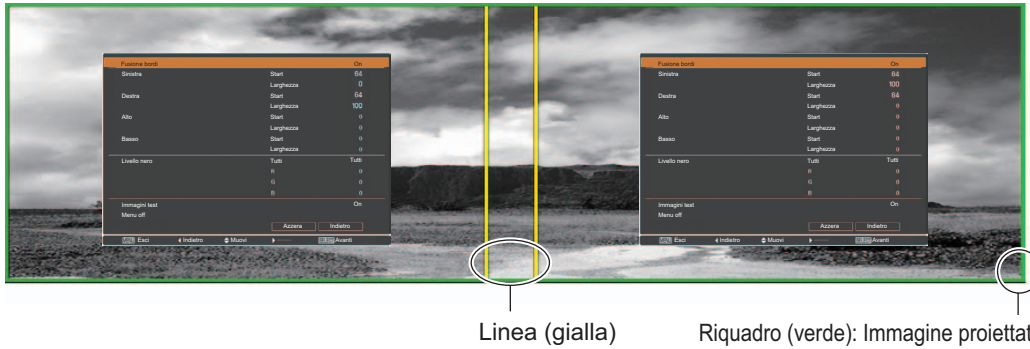 Fusione bordi On
Sinistra Start 64
Larghezza 0
Destra Start 64
Larghezza 100
Alto Start 0
Larghezza 0
Basso Start 0
Larghezza 0
Livello nero Tutti Tutti
R 0
G 0
B 0
Immagini test On
Menu off
Azzera Indietro
MENU Esci Indietro Muovi Avanti
Fusione bordi On
Sinistra Start 64
Larghezza 100
Destra Start 64
Larghezza 0
Alto Start 0
Larghezza 0
Basso Start 0
Larghezza 0
Livello nero Tutti Tutti
R 0
G 0
B 0
Immagini test On
Menu off
Azzera Indietro
MENU Esci Indietro Muovi Avanti
Linea (gialla)
Riquadro (verde): Immagine proiettat